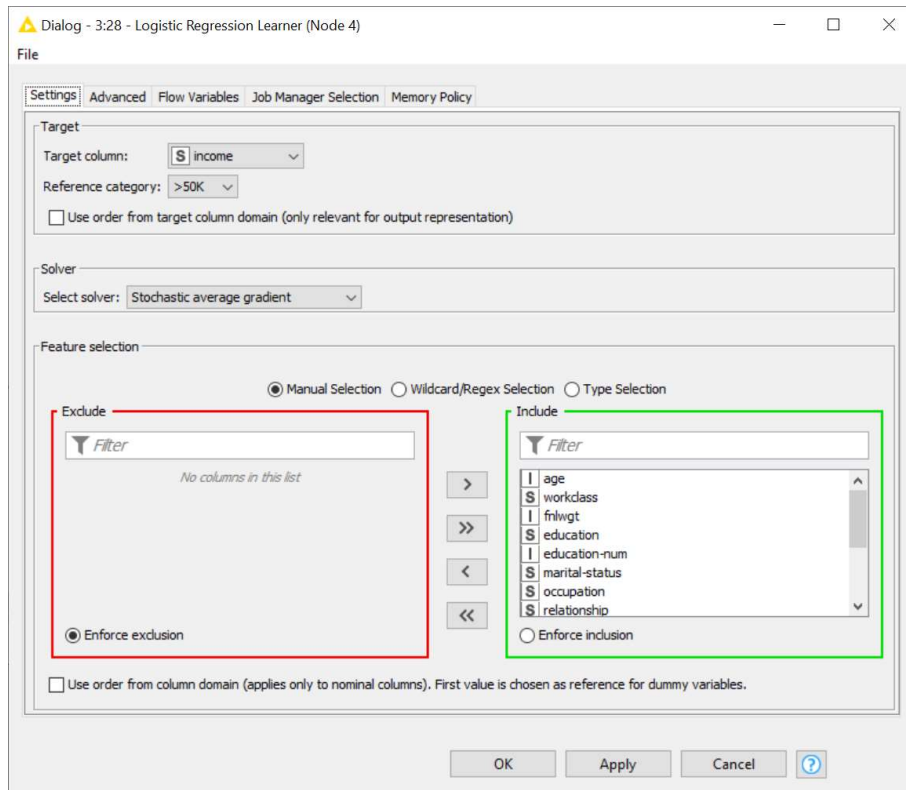 Dialog - 3:28 - Logistic Regression Learner (Node 4)
File
Settings Advanced Flow Variables Job Manager Selection Memory Policy
Target
Target column: S income
Reference category: >50K
Use order from target column domain (only relevant for output representation)
Solver
Select solver: Stochastic average gradient
Feature selection
Manual Selection Wildcard/Regex Selection Type Selection
Exclude
Filter
No columns in this list
Enforce exclusion
>
>>
<
<<
Include
Filter
I age
S workclass
I fnlwgt
S education
I education-num
S marital-status
S occupation
S relationship
Enforce inclusion
Use order from column domain (applies only to nominal columns). First value is chosen as reference for dummy variables.
OK Apply Cancel ?